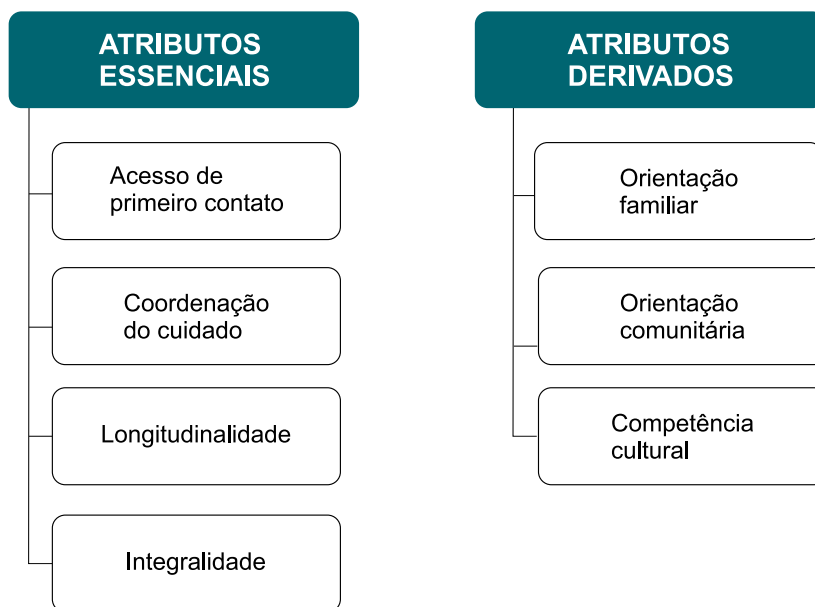 ATRIBUTOS
ESSENCIAIS
Acesso de
primeiro contato
Coordenação
do cuidado
Longitudinalidade
Integralidade
ATRIBUTOS
DERIVADOS
Orientação
familiar
Orientação
comunitária
Competência
cultural